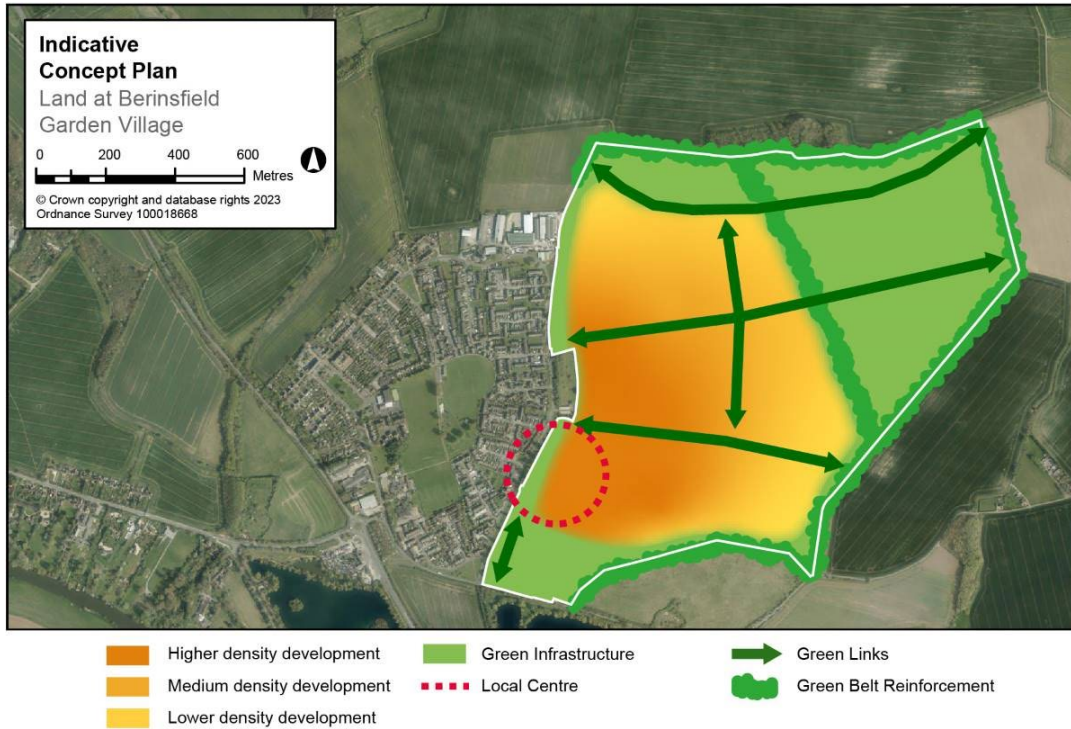 Indicative
Concept Plan
Land at Berinsfield
Garden Village
0 200 400 600
Metres
© Crown copyright and database rights 2023
Ordnance Survey 100018668
Higher density development
Medium density development
Lower density development
Green Infrastructure
Local Centre
Green Links
Green Belt Reinforcement